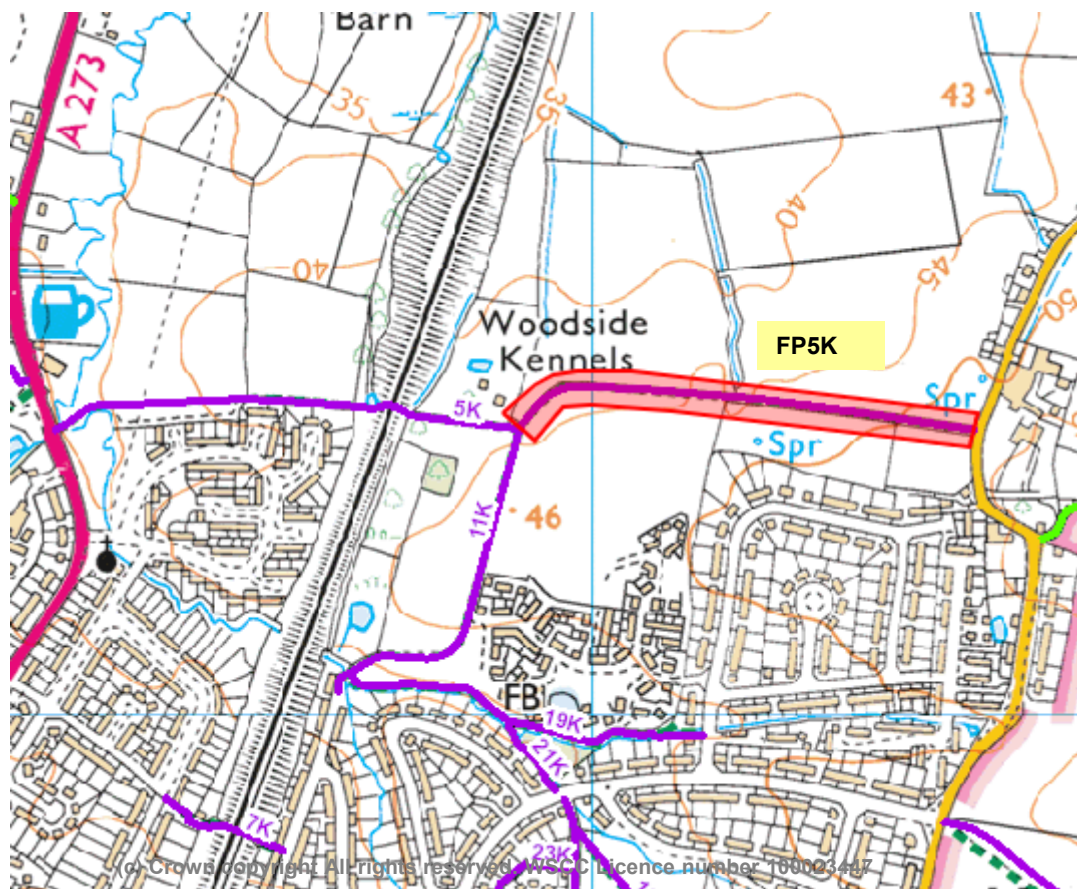 Barn
A273
35
35
43
40
40
45
50
Woodside
Kennels
FP5K
Spr
5K
Spr
11K
46
FB
19K
21K
7K
23K
(c) Crown copyright All rights reserved. WSCC Licence number 100023447